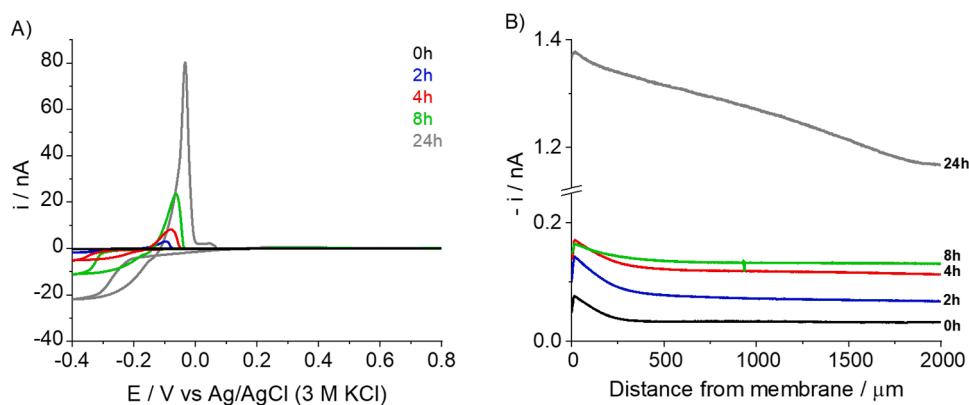 A)
80
60
40
20
0
-20
-40
i / nA
-0.4
-0.2
0.0
0.2
0.4
0.6
0.8
E / V vs Ag/AgCl (3 M KCl)
0h
2h
4h
8h
24h
B)
1.4
1.2
0.2
0.0
- i / nA
0
500
1000
1500
2000
Distance from membrane / μm
24h
8h
4h
2h
0h